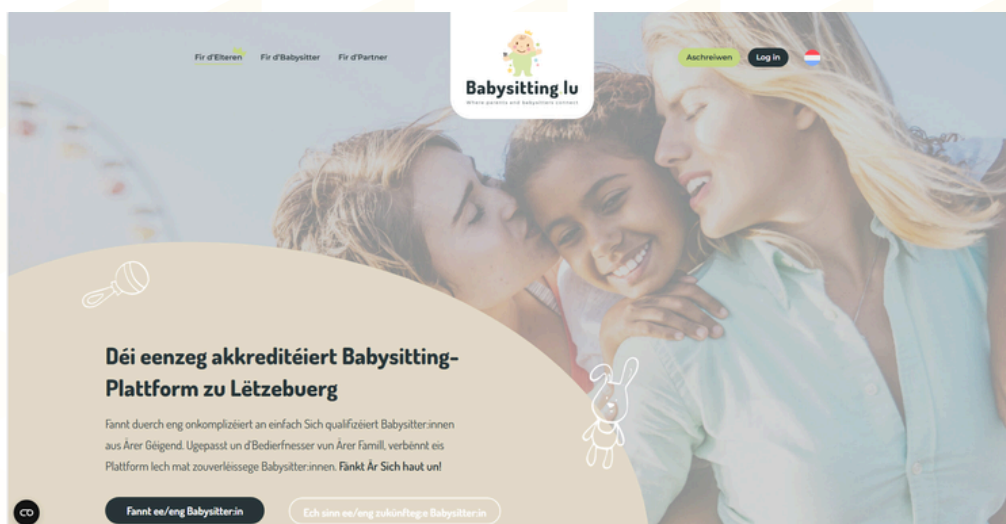 Fir d'Elteren
Fir d'Babysitter
Fir d'Partner
Babysitting.lu
Where parents and babysitters connect
Aschreiwen
Log in
Déi eenzeg akkreditéiert Babysitting-
Plattform zu Lëtzebuerg
Fannt duerch eng onkomplizéiert an einfach Sich qualifizéiert Babysitter:innen
aus Ärer Géigend. Ugepasst un d'Bedierfnesser vun Ärer Famill, verbënnt eis
Plattform Iech mat zouverléissege Babysitter:innen. Fänkt Är Sich haut un!
Fannt ee/eng Babysitter:in
Ech sinn ee/eng zukünfteg:e Babysitter:in